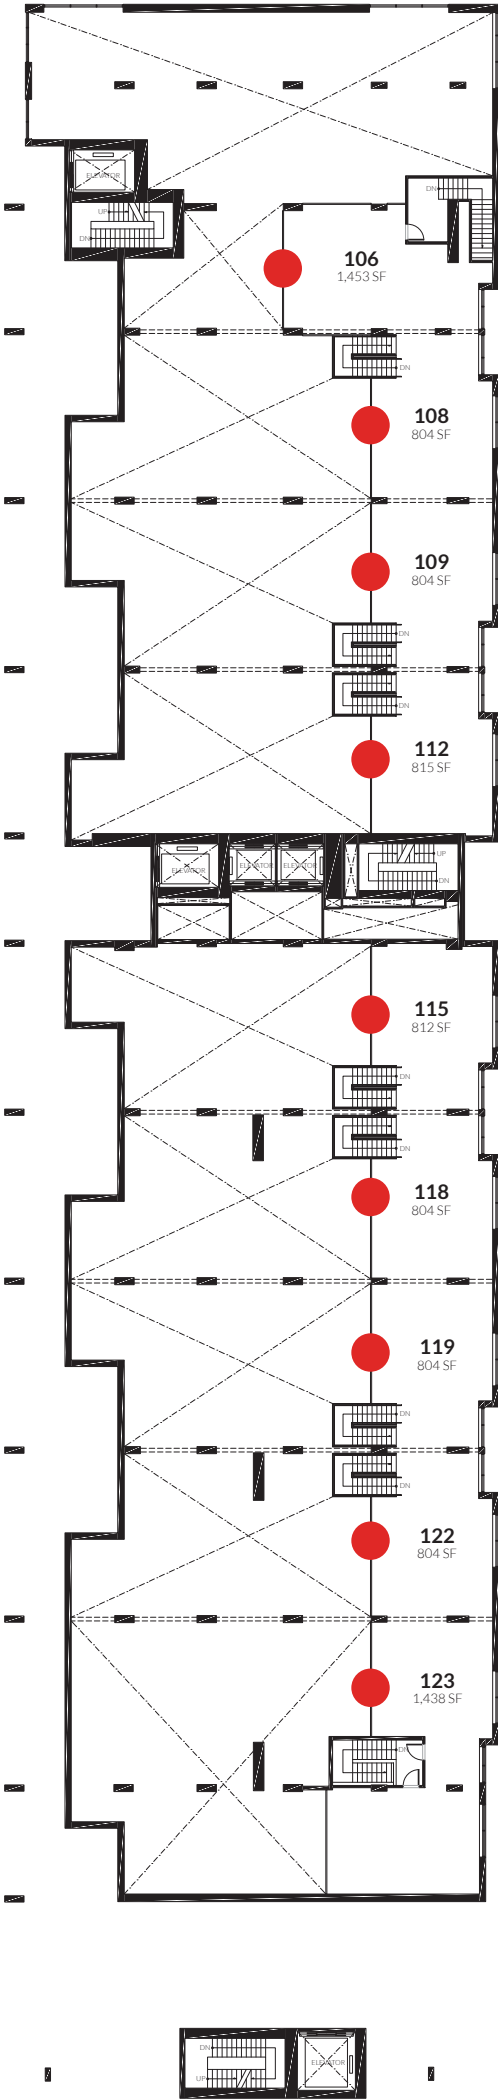 ELEVATOR
DN
UP
DN
106
1,453 SF
DN
108
804 SF
109
804 SF
DN
DN
112
815 SF
ELEVATOR
ELEVATOR
ELEVATOR
UP
DN
115
812 SF
DN
DN
118
804 SF
119
804 SF
DN
DN
122
804 SF
123
1,438 SF
DN
DN
UP
ELEVATOR